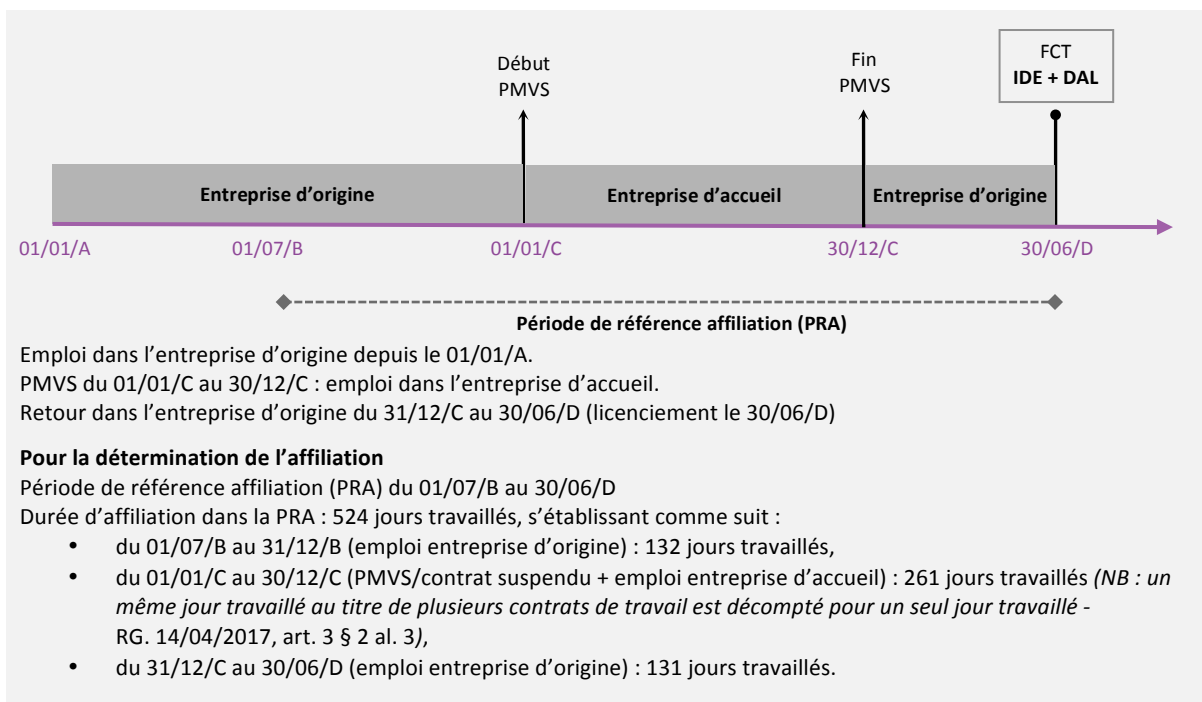 Début
PMVS
Fin
PMVS
FCT
IDE + DAL
Entreprise d’origine
Entreprise d’accueil
Entreprise d’origine
01/01/A
01/07/B
01/01/C
30/12/C
30/06/D
Période de référence affiliation (PRA)
Emploi dans l’entreprise d’origine depuis le 01/01/A.
PMVS du 01/01/C au 30/12/C : emploi dans l’entreprise d’accueil.
Retour dans l’entreprise d’origine du 31/12/C au 30/06/D (licenciement le 30/06/D)
Pour la détermination de l’affiliation
Période de référence affiliation (PRA) du 01/07/B au 30/06/D
Durée d’affiliation dans la PRA : 524 jours travaillés, s’établissant comme suit :
• du 01/07/B au 31/12/B (emploi entreprise d’origine) : 132 jours travaillés,
• du 01/01/C au 30/12/C (PMVS/contrat suspendu + emploi entreprise d’accueil) : 261 jours travaillés (NB : un
même jour travaillé au titre de plusieurs contrats de travail est décompté pour un seul jour travaillé -
RG. 14/04/2017, art. 3 § 2 al. 3),
• du 31/12/C au 30/06/D (emploi entreprise d’origine) : 131 jours travaillés.